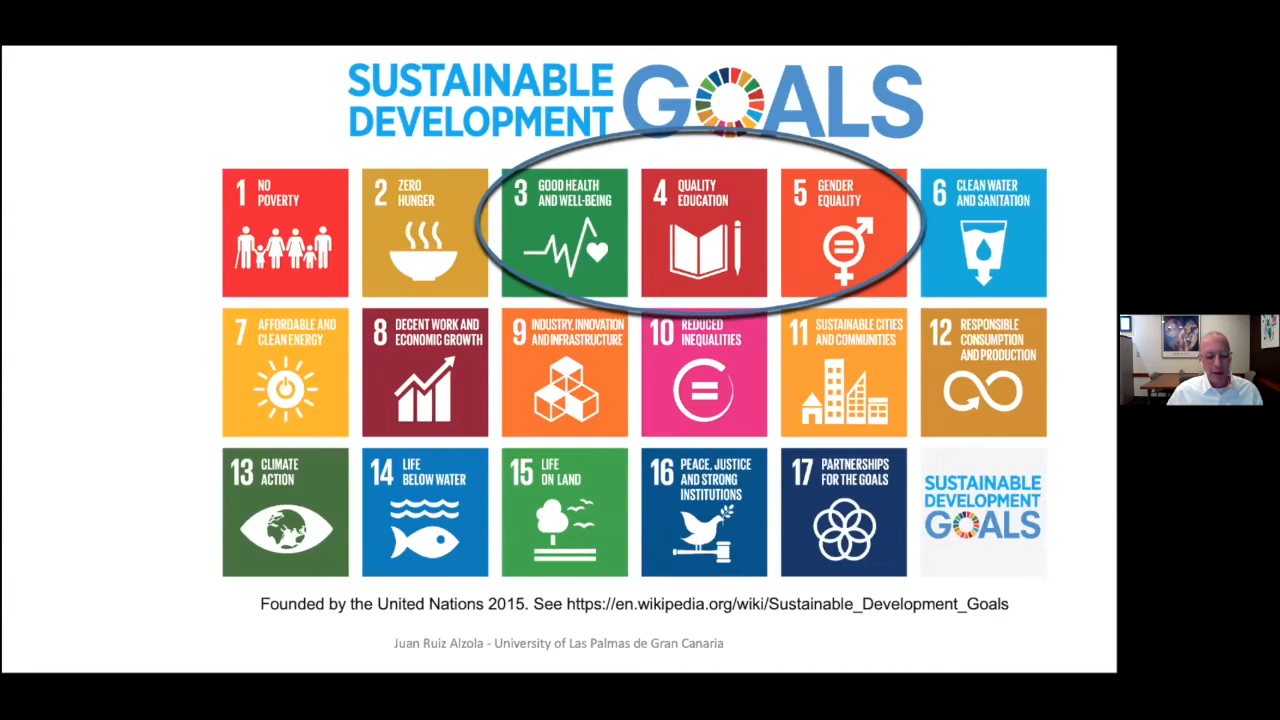 SUSTAINABLE
DEVELOPMENT
GOALS
1 NO
POVERTY
2 ZERO
HUNGER
3 GOOD HEALTH
AND WELL-BEING
4 QUALITY
EDUCATION
5 GENDER
EQUALITY
6 CLEAN WATER
AND SANITATION
7 AFFORDABLE AND
CLEAN ENERGY
8 DECENT WORK AND
ECONOMIC GROWTH
9 INDUSTRY, INNOVATION
AND INFRASTRUCTURE
10 REDUCED
INEQUALITIES
11 SUSTAINABLE CITIES
AND COMMUNITIES
12 RESPONSIBLE
CONSUMPTION
AND PRODUCTION
13 CLIMATE
ACTION
14 LIFE
BELOW WATER
15 LIFE
ON LAND
16 PEACE, JUSTICE
AND STRONG
INSTITUTIONS
17 PARTNERSHIPS
FOR THE GOALS
SUSTAINABLE
DEVELOPMENT
GOALS
Founded by the United Nations 2015. See https://en.wikipedia.org/wiki/Sustainable_Development_Goals
Juan Ruiz Alzola - University of Las Palmas de Gran Canaria